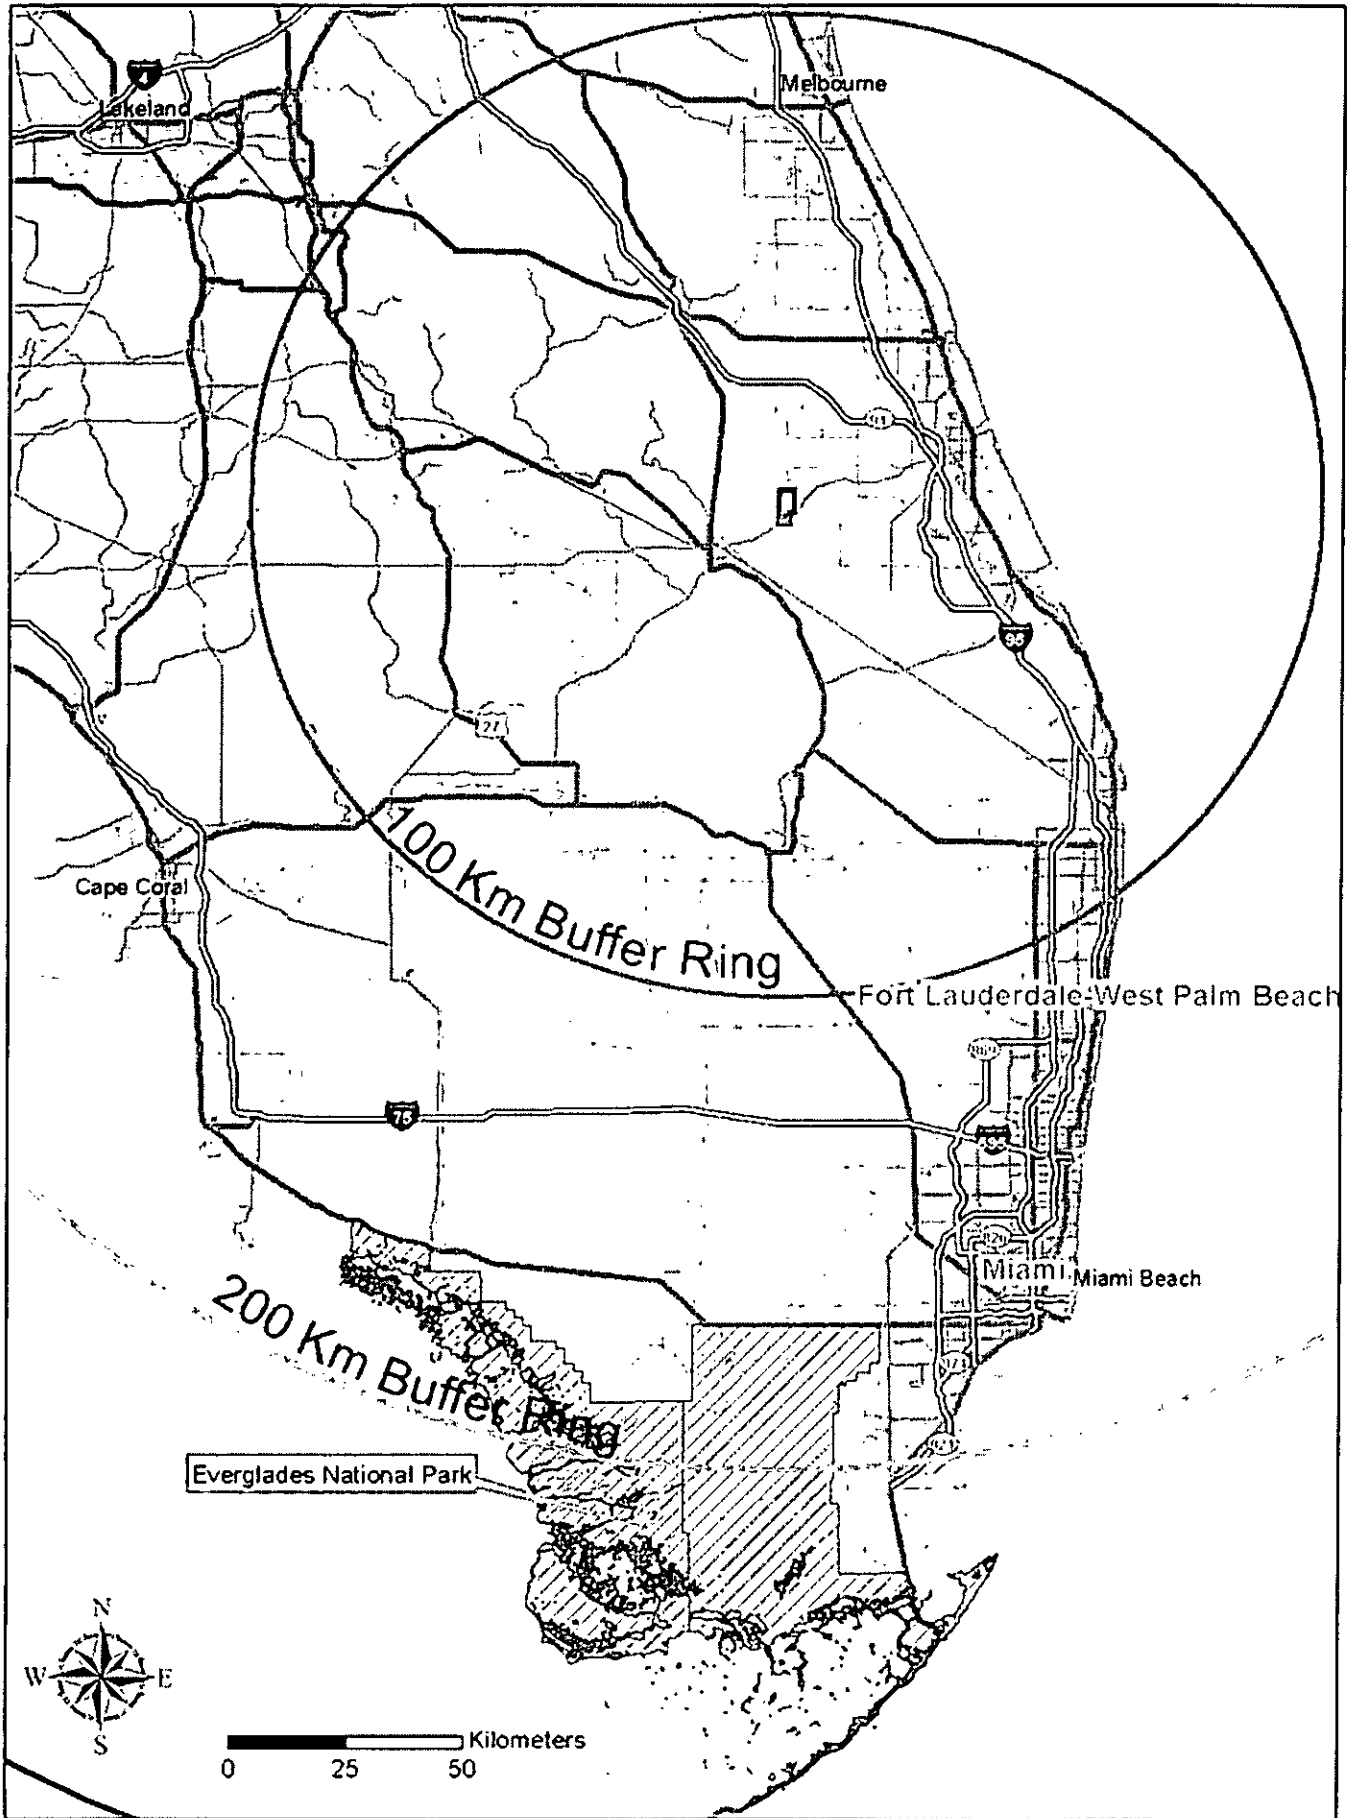 4
Lakeland
Melbourne
95
27
100 Km Buffer Ring
Cape Coral
Fort Lauderdale-West Palm Beach
75
Miami
Miami Beach
200 Km Buffer Ring
Everglades National Park
N
W
E
S
Kilometers
0
25
50